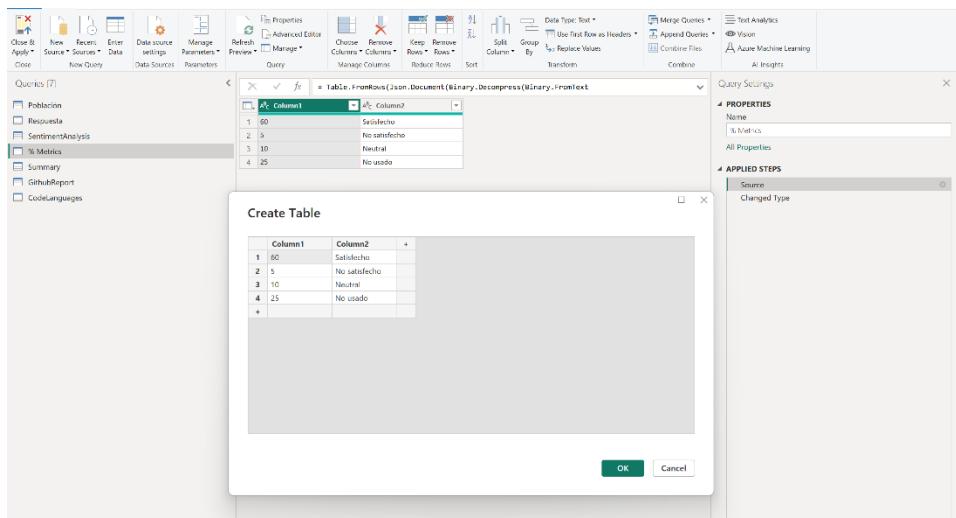 Close & Apply
New Source
Recent Sources
Enter Data
Data source settings
Manage Parameters
Refresh Preview
Properties
Advanced Editor
Manage
Choose Columns
Remove Columns
Keep Rows
Remove Rows
Split Column
Group By
Data Type: Text
Use First Row as Headers
Replace Values
Merge Queries
Append Queries
Combine Files
Text Analytics
Vision
Azure Machine Learning
Close
New Query
Data Sources
Parameters
Query
Manage Columns
Reduce Rows
Sort
Transform
Combine
AI Insights
Queries [7]
Población
Respuesta
SentimentAnalysis
% Metrics
Summary
GithubReport
CodeLanguages
fx = Table.FromRows(Json.Document(Binary.Decompress(Binary.FromText
ABC Column1 ABC Column2
1 60 Satisfecho
2 5 No satisfecho
3 10 Neutral
4 25 No usado
Query Settings
PROPERTIES
Name
% Metrics
All Properties
APPLIED STEPS
Source
Changed Type
Create Table
Column1 Column2 +
1 60 Satisfecho
2 5 No satisfecho
3 10 Neutral
4 25 No usado
+
OK Cancel